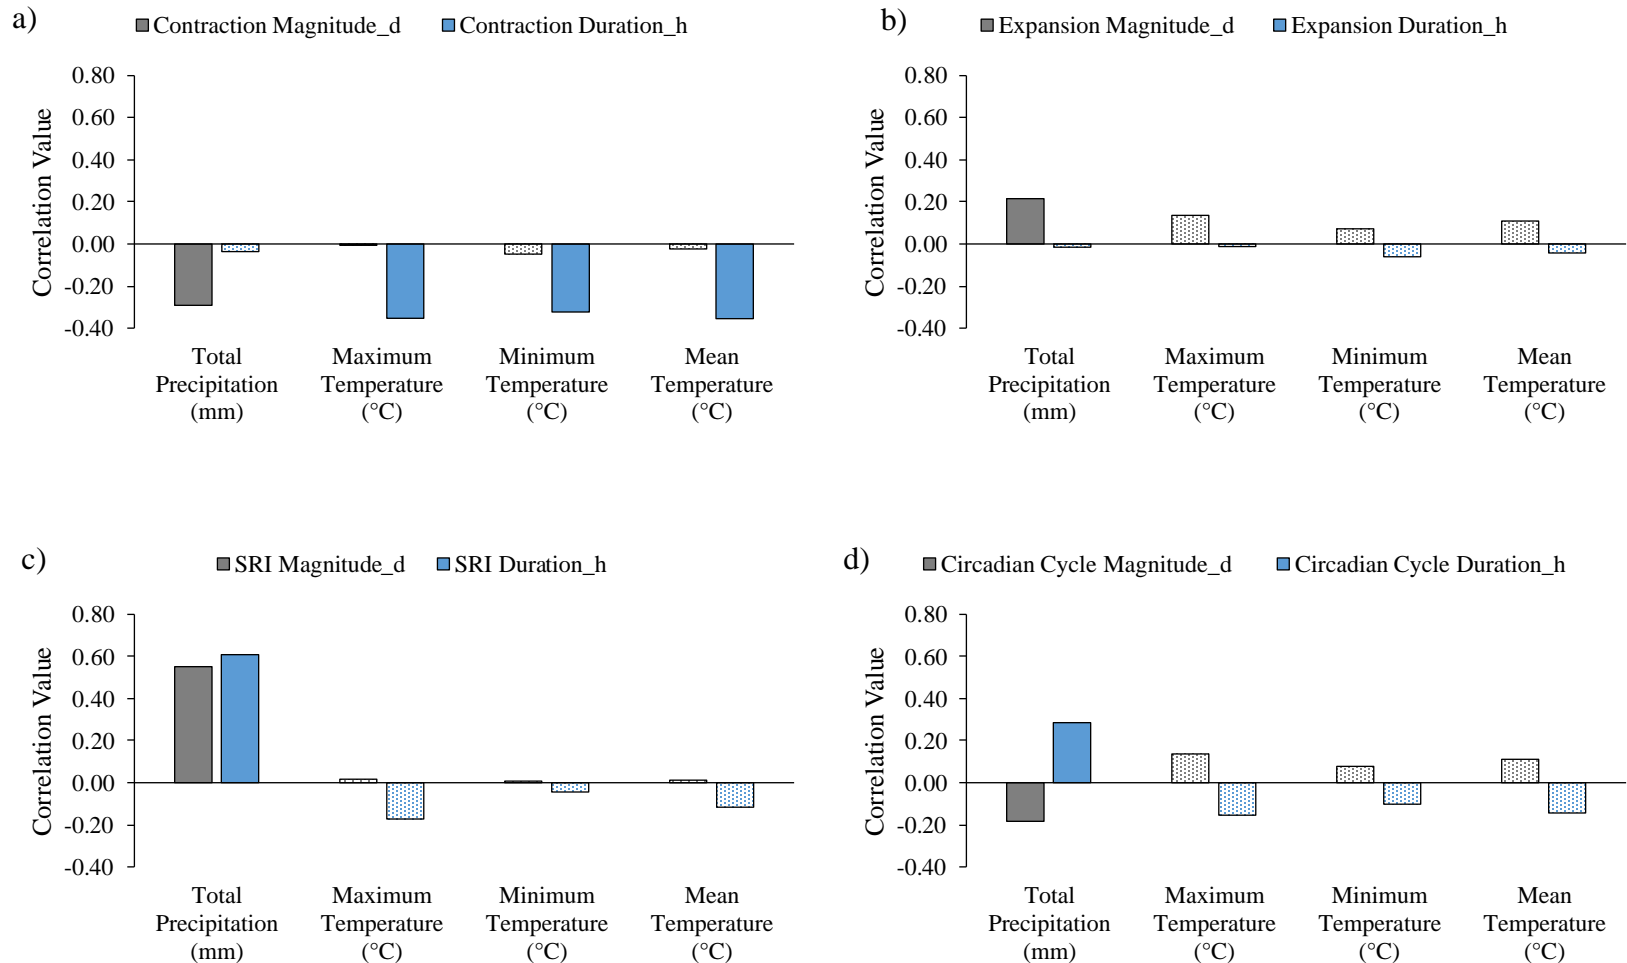 a)
Contraction Magnitude_d Contraction Duration_h
Correlation Value
0.80
0.60
0.40
0.20
0.00
-0.20
-0.40
Total
Precipitation
(mm)
Maximum
Temperature
(°C)
Minimum
Temperature
(°C)
Mean
Temperature
(°C)
b)
Expansion Magnitude_d Expansion Duration_h
Correlation Value
0.80
0.60
0.40
0.20
0.00
-0.20
-0.40
Total
Precipitation
(mm)
Maximum
Temperature
(°C)
Minimum
Temperature
(°C)
Mean
Temperature
(°C)
c)
SRI Magnitude_d SRI Duration_h
Correlation Value
0.80
0.60
0.40
0.20
0.00
-0.20
-0.40
Total
Precipitation
(mm)
Maximum
Temperature
(°C)
Minimum
Temperature
(°C)
Mean
Temperature
(°C)
d)
Circadian Cycle Magnitude_d Circadian Cycle Duration_h
Correlation Value
0.80
0.60
0.40
0.20
0.00
-0.20
-0.40
Total
Precipitation
(mm)
Maximum
Temperature
(°C)
Minimum
Temperature
(°C)
Mean
Temperature
(°C)